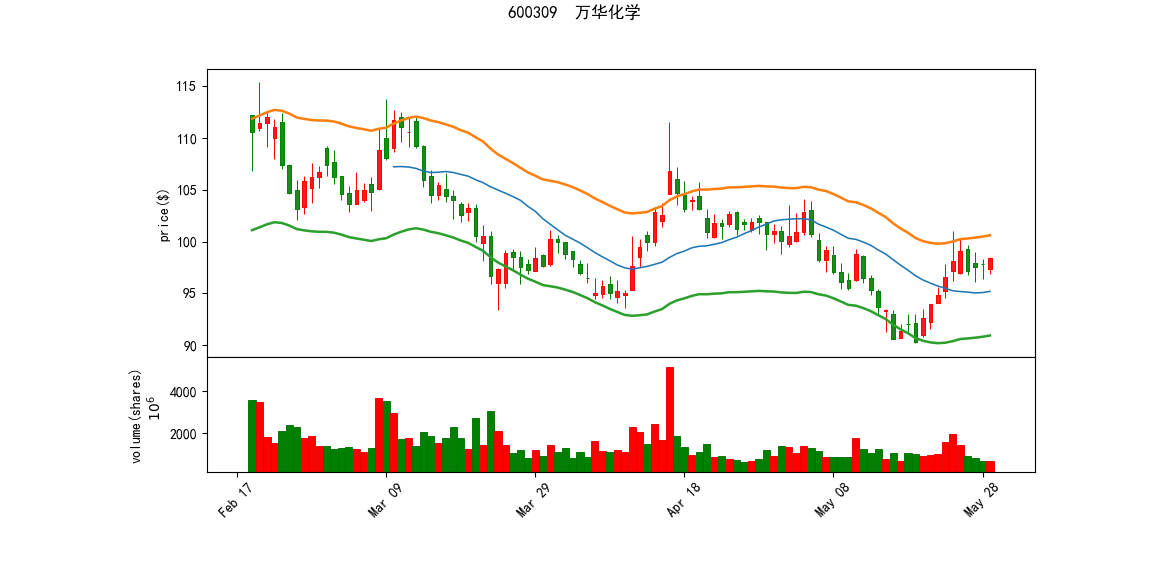 600309 万华化学
price($)
115
110
105
100
95
90
volume(shares)
10^6
4000
2000
Feb 17
Mar 09
Mar 29
Apr 18
May 08
May 28